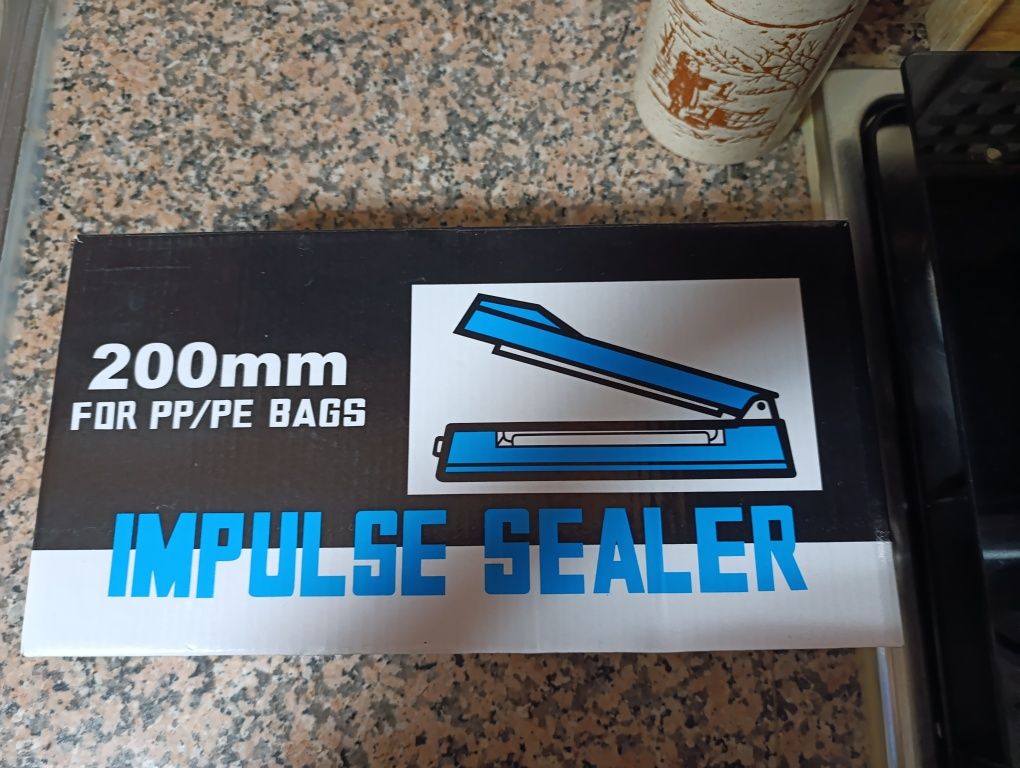 200mm
FOR PP/PE BAGS
IMPULSE SEALER